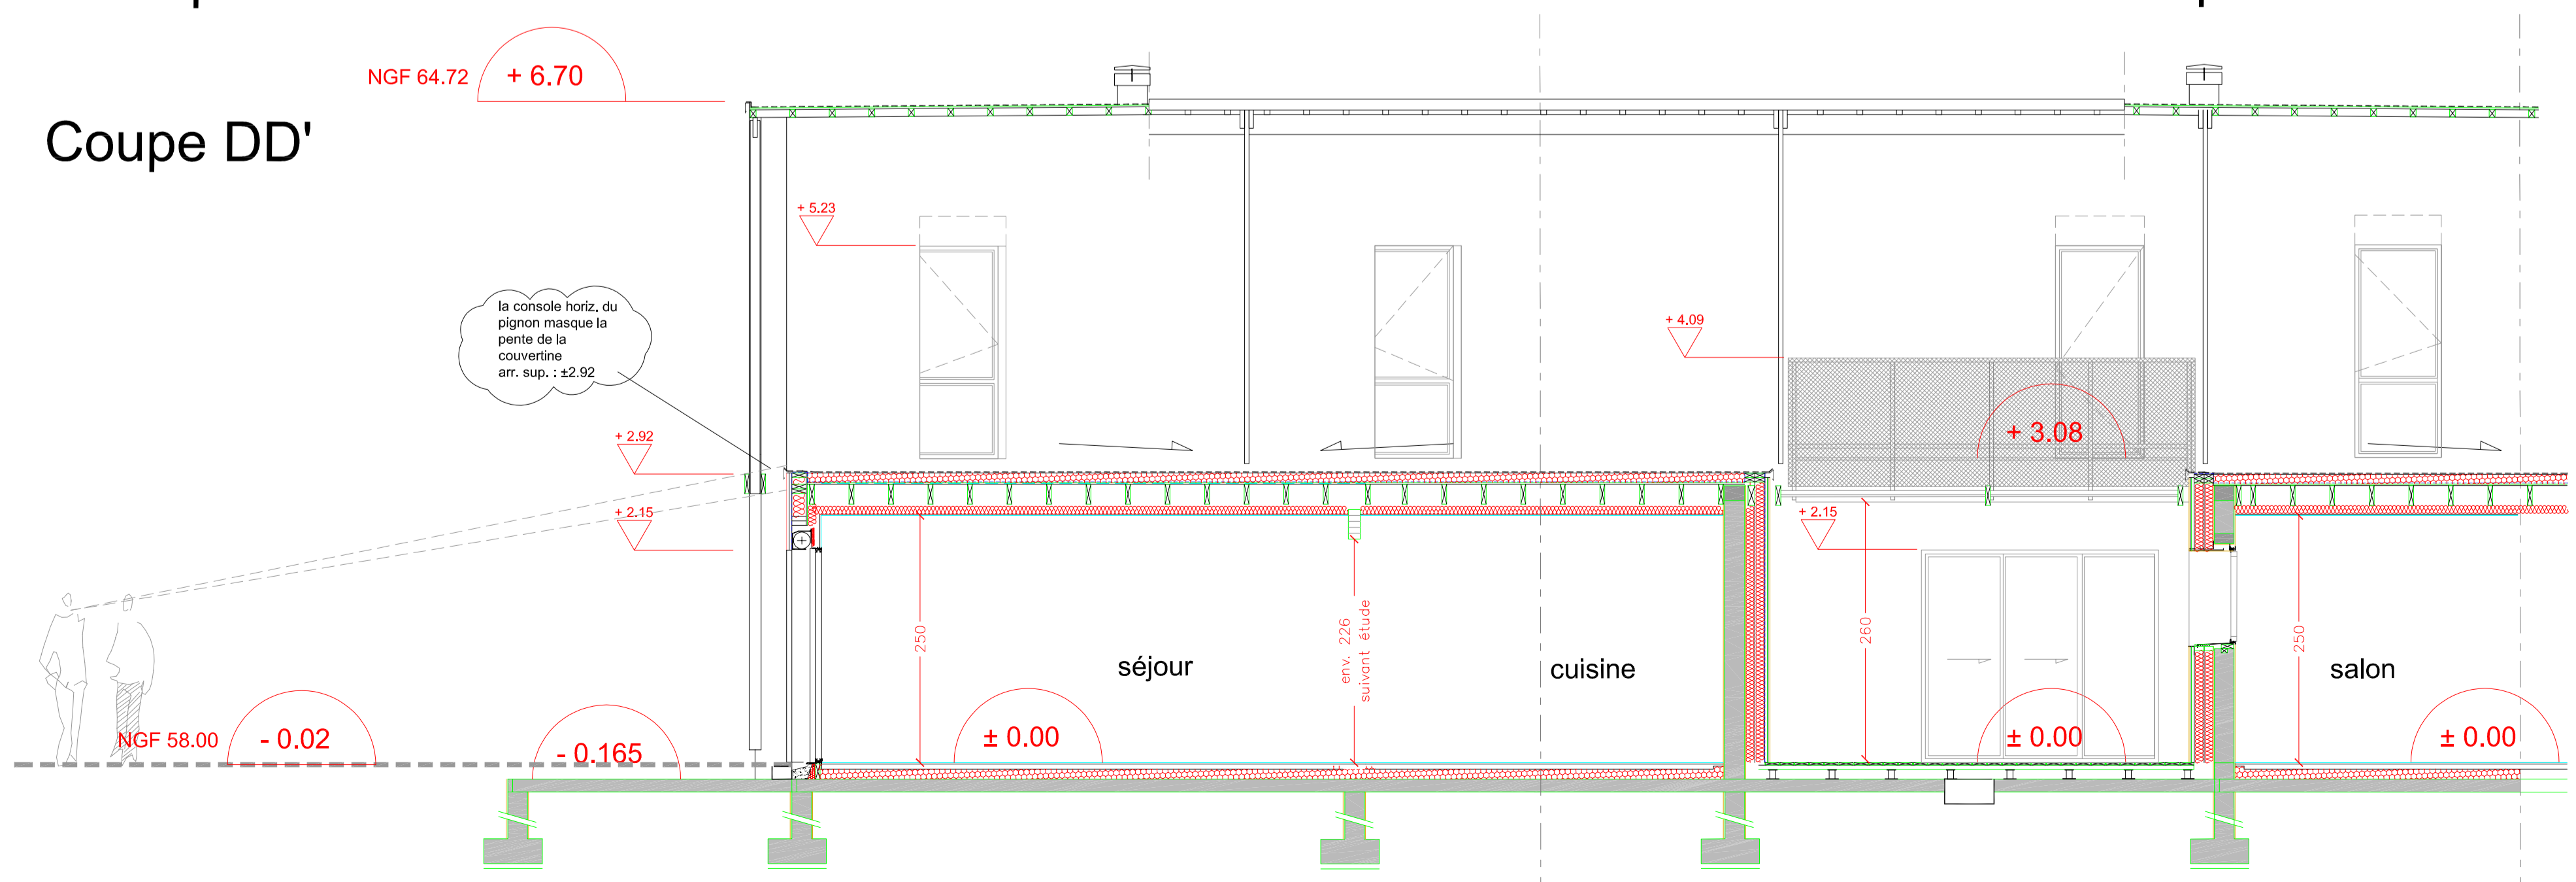 NGF 64.72
+ 6.70
Coupe DD'
+ 5.23
la console horiz. du
pignon masque la
pente de la
couvertine
arr. sup. : ±2.92
+ 4.09
+ 2.92
+ 3.08
+ 2.15
+ 2.15
250
env. 226
suivant étude
260
250
séjour
cuisine
salon
NGF 58.00
- 0.02
- 0.165
± 0.00
± 0.00
± 0.00